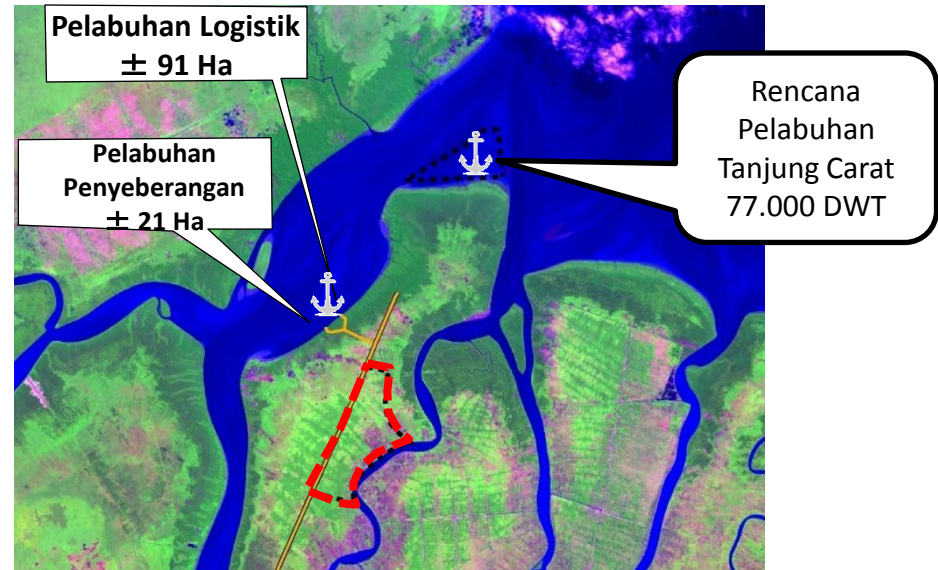 Pelabuhan Logistik
± 91 Ha
Pelabuhan
Penyeberangan
± 21 Ha
Rencana
Pelabuhan
Tanjung Carat
77.000 DWT